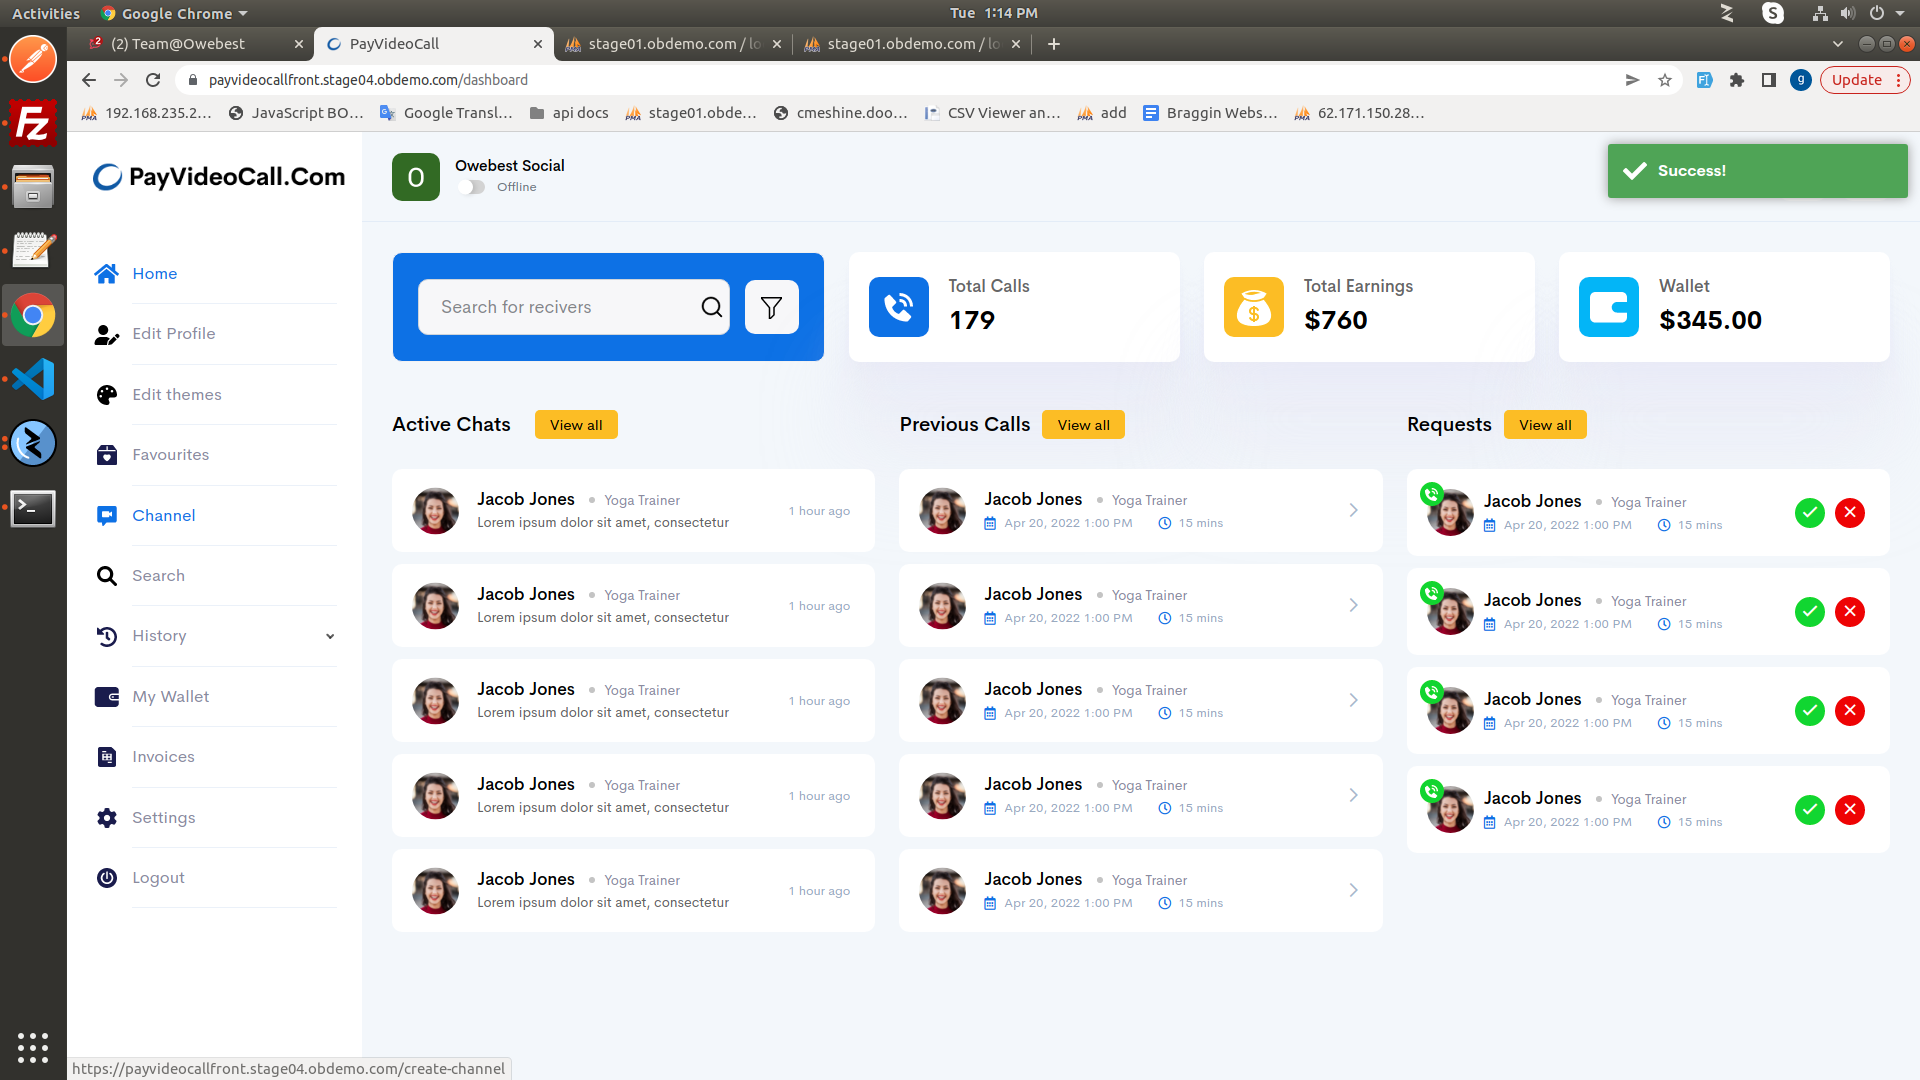 Activities
Google Chrome
Tue 1:14 PM
(2) Team@Owebest
PayVideoCall
stage01.obdemo.com / lo
stage01.obdemo.com / lo
payvideocallfront.stage04.obdemo.com/dashboard
g
Update
192.168.235.2...
JavaScript BO...
Google Transl...
api docs
stage01.obde...
cmeshine.doo...
CSV Viewer an...
add
Braggin Webs...
62.171.150.28...
PayVideoCall.Com
O
Owebest Social
Offline
Success!
Home
Edit Profile
Edit themes
Favourites
Channel
Search
History
My Wallet
Invoices
Settings
Logout
Search for recivers
Total Calls
179
Total Earnings
$760
Wallet
$345.00
Active Chats
View all
Jacob Jones
Yoga Trainer
Lorem ipsum dolor sit amet, consectetur
1 hour ago
Jacob Jones
Yoga Trainer
Lorem ipsum dolor sit amet, consectetur
1 hour ago
Jacob Jones
Yoga Trainer
Lorem ipsum dolor sit amet, consectetur
1 hour ago
Jacob Jones
Yoga Trainer
Lorem ipsum dolor sit amet, consectetur
1 hour ago
Jacob Jones
Yoga Trainer
Lorem ipsum dolor sit amet, consectetur
1 hour ago
Previous Calls
View all
Jacob Jones
Yoga Trainer
Apr 20, 2022 1:00 PM
15 mins
Jacob Jones
Yoga Trainer
Apr 20, 2022 1:00 PM
15 mins
Jacob Jones
Yoga Trainer
Apr 20, 2022 1:00 PM
15 mins
Jacob Jones
Yoga Trainer
Apr 20, 2022 1:00 PM
15 mins
Jacob Jones
Yoga Trainer
Apr 20, 2022 1:00 PM
15 mins
Requests
View all
Jacob Jones
Yoga Trainer
Apr 20, 2022 1:00 PM
15 mins
Jacob Jones
Yoga Trainer
Apr 20, 2022 1:00 PM
15 mins
Jacob Jones
Yoga Trainer
Apr 20, 2022 1:00 PM
15 mins
Jacob Jones
Yoga Trainer
Apr 20, 2022 1:00 PM
15 mins
https://payvideocallfront.stage04.obdemo.com/create-channel